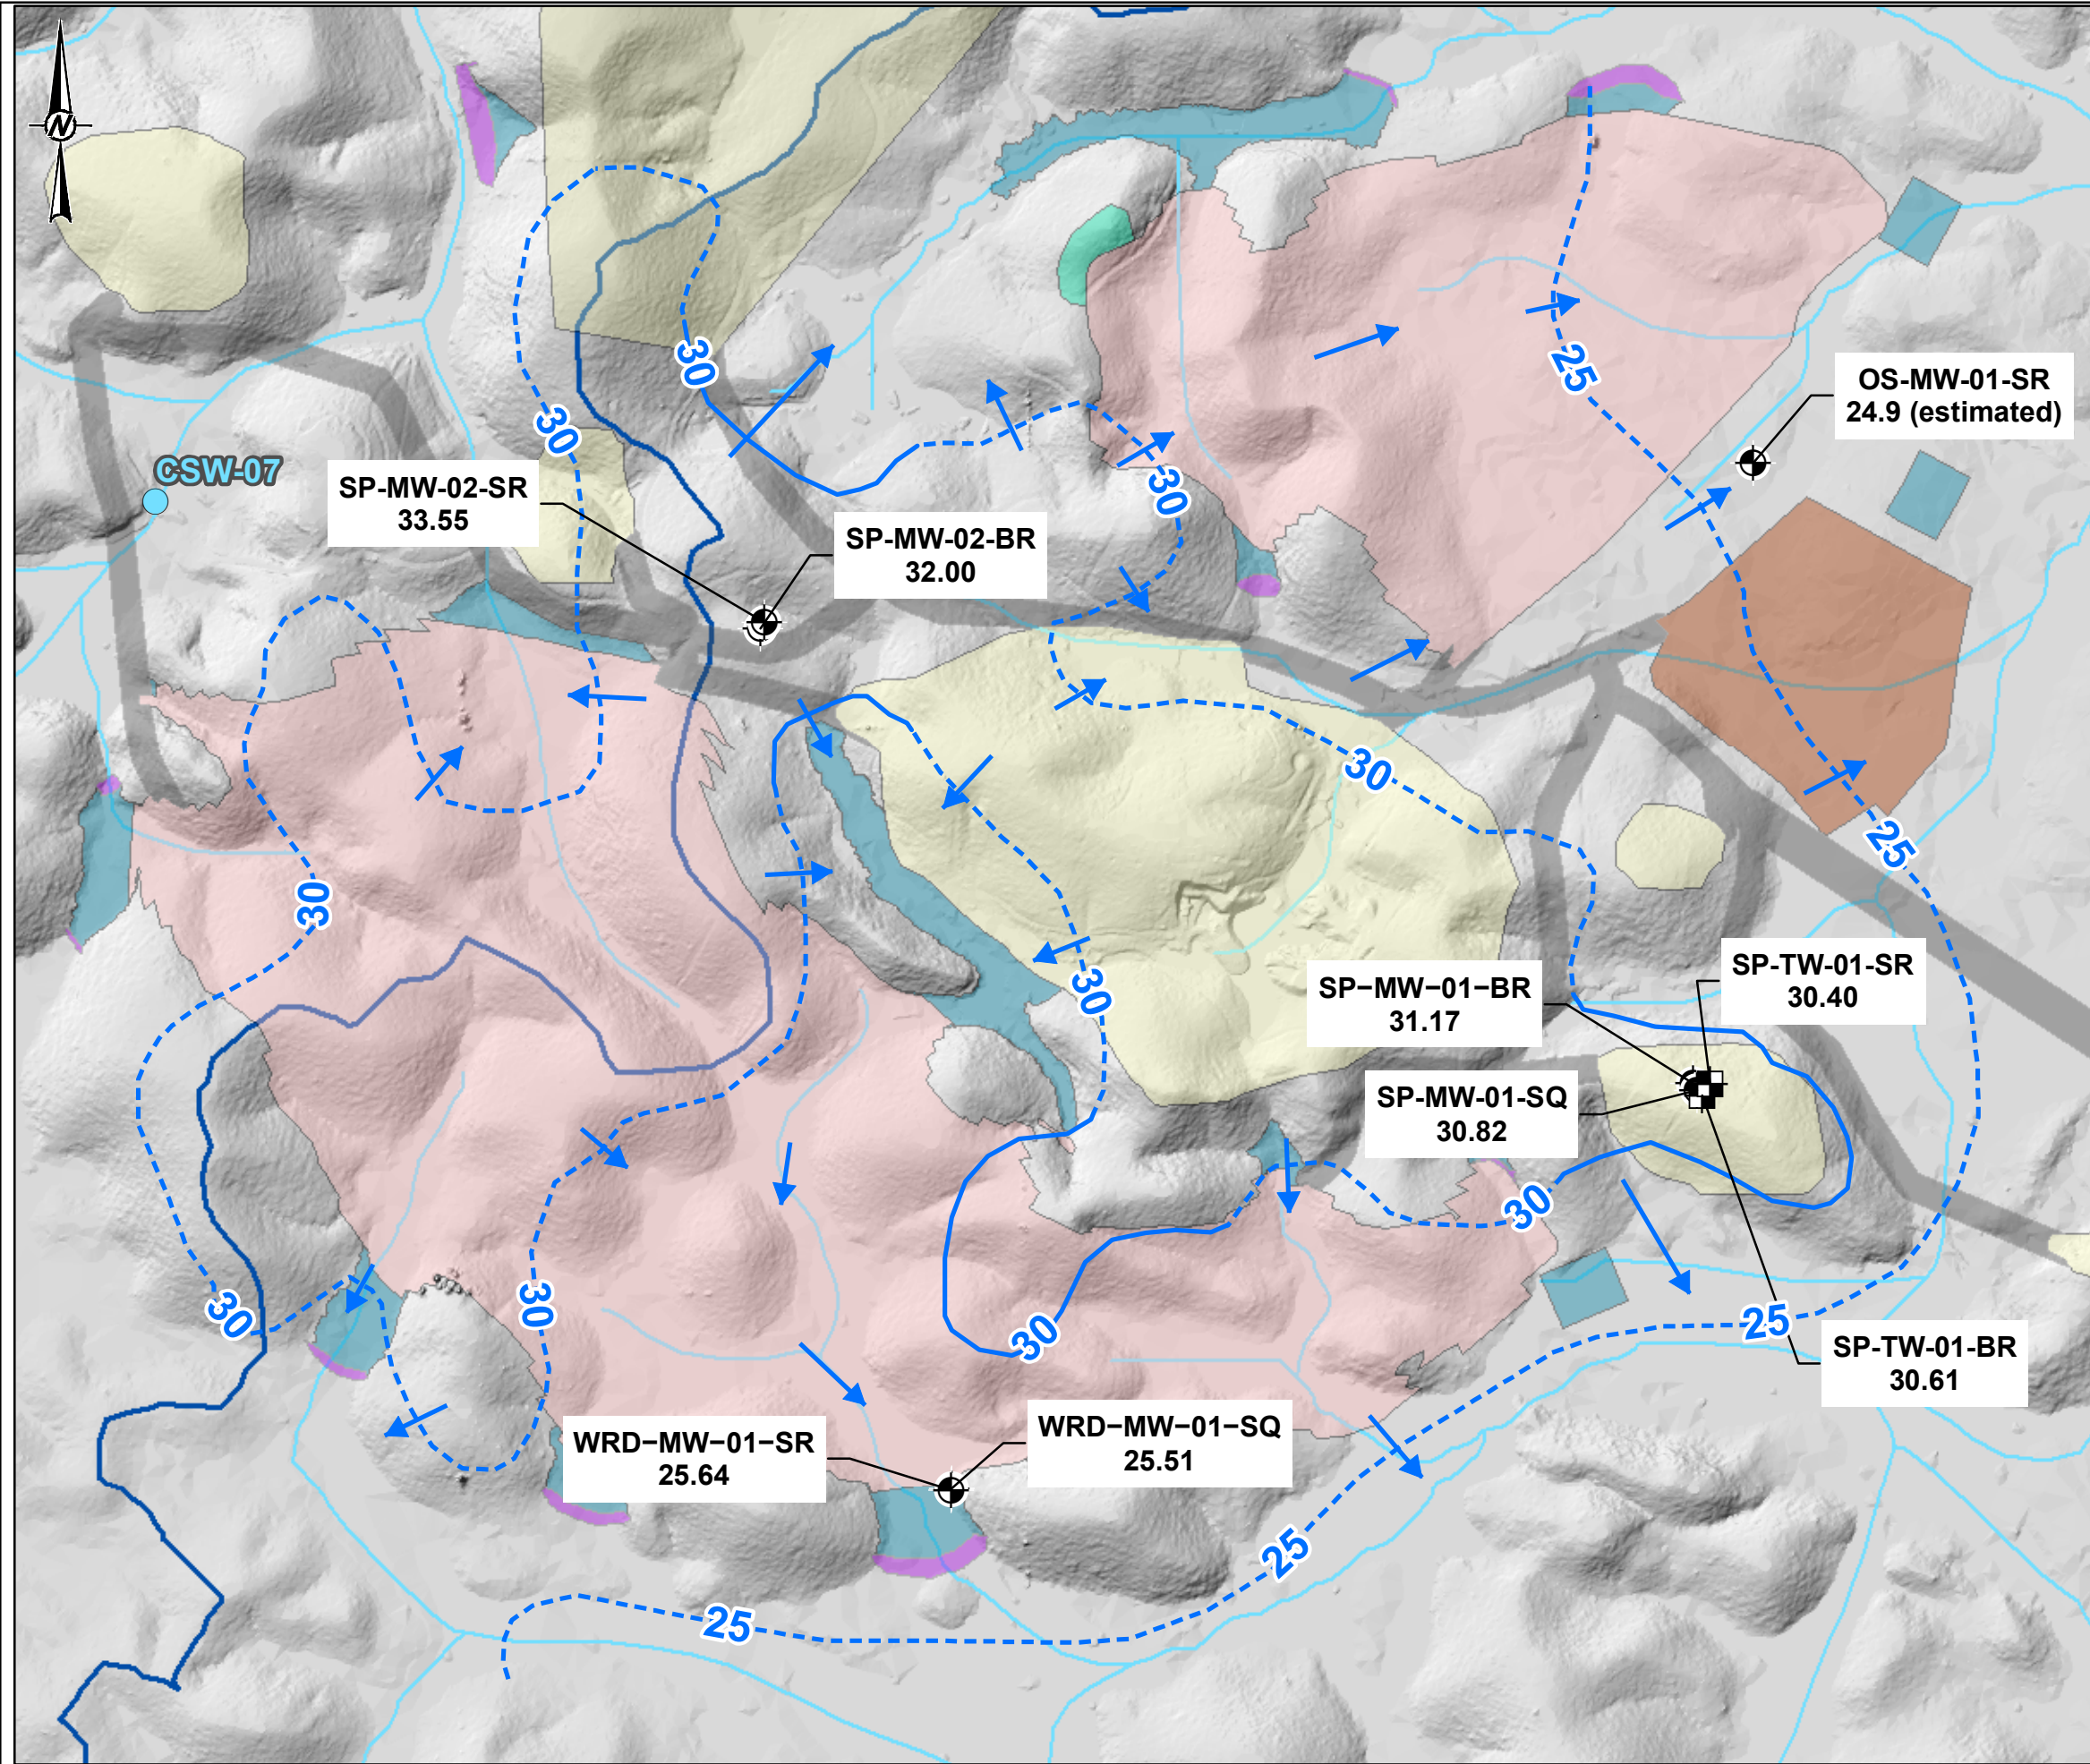 N
30
25
OS-MW-01-SR
24.9 (estimated)
30
CSW-07
SP-MW-02-SR
33.55
30
SP-MW-02-BR
32.00
30
25
30
SP-TW-01-SR
30.40
SP−MW−01−BR
31.17
30
SP-MW-01-SQ
30.82
30
30
30
30
25
SP-TW-01-BR
30.61
WRD−MW−01−SR
25.64
WRD−MW−01−SQ
25.51
25
25